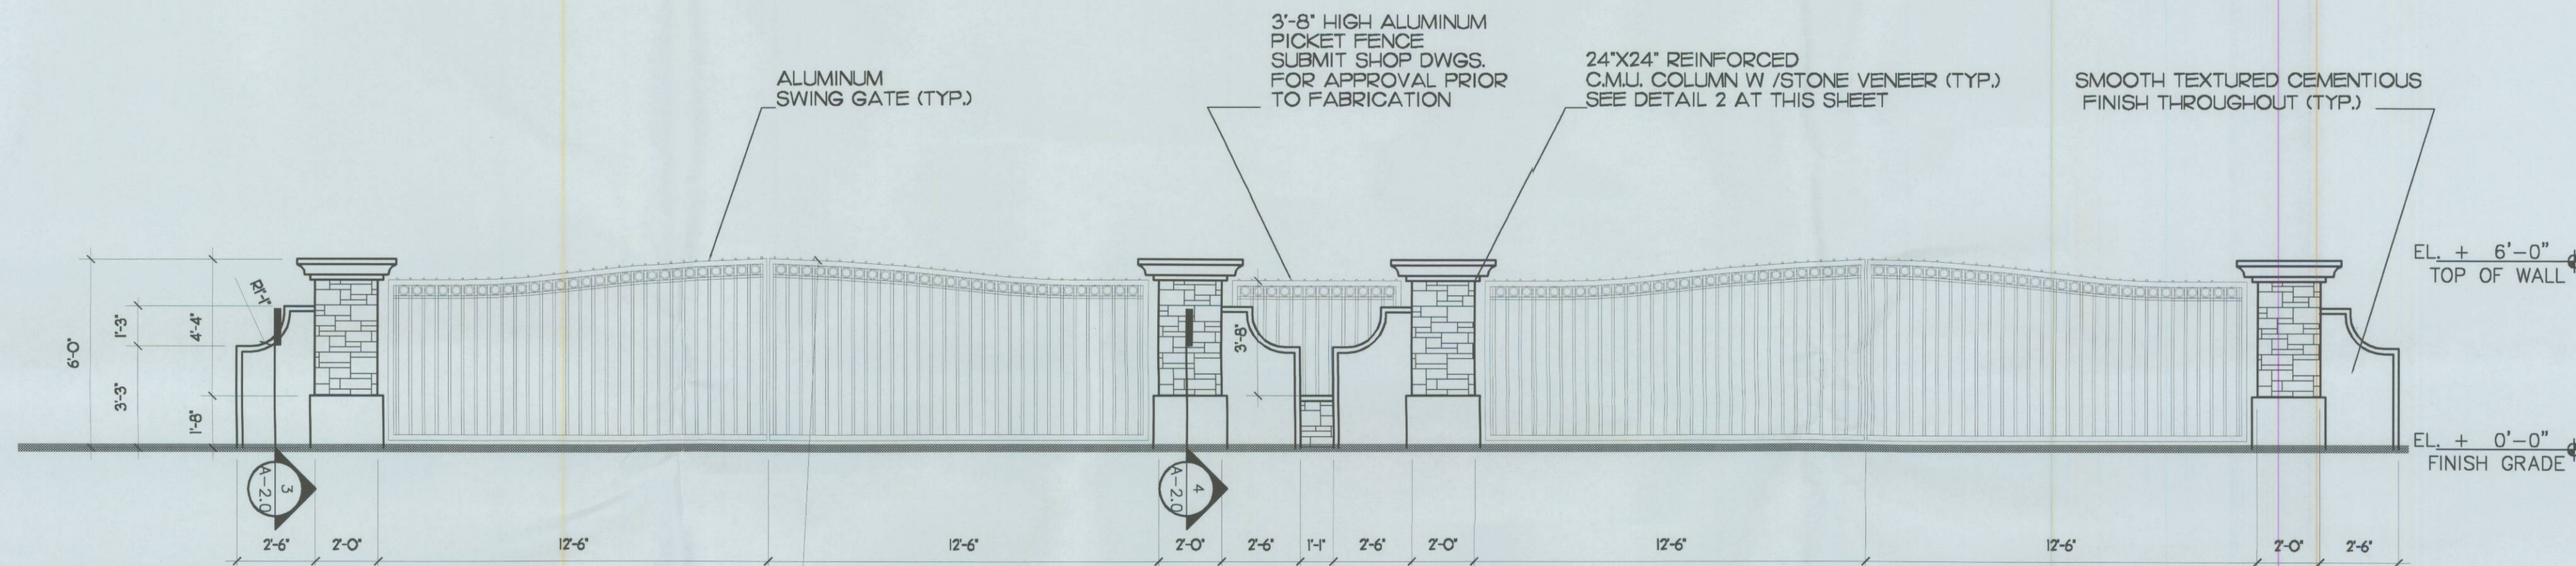 3'-8" HIGH ALUMINUM
PICKET FENCE
SUBMIT SHOP DWGS.
FOR APPROVAL PRIOR
TO FABRICATION
24"X24" REINFORCED
C.M.U. COLUMN W /STONE VENEER (TYP.)
SEE DETAIL 2 AT THIS SHEET
ALUMINUM
SWING GATE (TYP.)
SMOOTH TEXTURED CEMENTIOUS
FINISH THROUGHOUT (TYP.)
EL. + 6'-0"
TOP OF WALL
R1'-1"
6'-0"
1'-3"
4'-4"
3'-3"
1'-8"
3'-8"
EL. + 0'-0"
FINISH GRADE
3
A-2.0
4
A-2.0
2'-6" 2'-0" 12'-6" 12'-6" 2'-0" 2'-6" 1'-1" 2'-6" 2'-0" 12'-6" 12'-6" 2'-0" 2'-6"